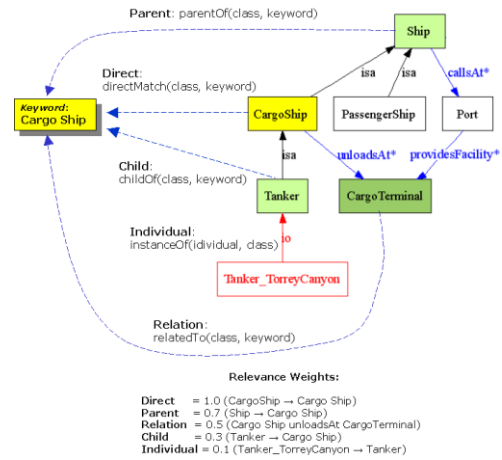 Parent: parentOf(class, keyword)
Ship
isa
isa
callsAt*
Direct:
directMatch(class, keyword)
Keyword:
Cargo Ship
CargoShip
PassengerShip
Port
isa
unloadsAt*
providesFacility*
Child:
childOf(class, keyword)
Tanker
CargoTerminal
Individual:
instanceOf(idividual, class)
io
Tanker_TorreyCanyon
Relation:
relatedTo(class, keyword)
Relevance Weights:
Direct = 1.0 (CargoShip → Cargo Ship)
Parent = 0.7 (Ship → Cargo Ship)
Relation = 0.5 (Cargo Ship unloadsAt CargoTerminal)
Child = 0.3 (Tanker → Cargo Ship)
Individual = 0.1 (Tanker_TorreyCanyon → Tanker)